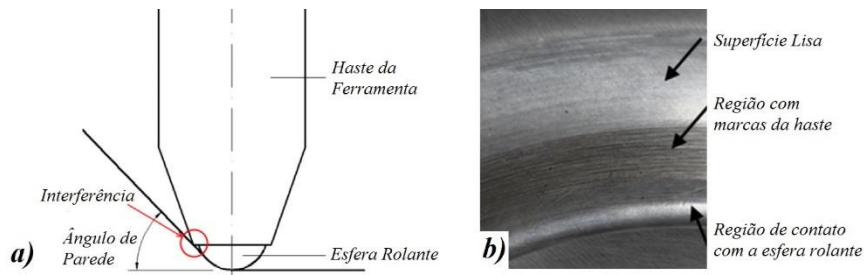 Haste da
Ferramenta
Interferência
Ângulo de
Parede
Esfera Rolante
a)
Superfície Lisa
Região com
marcas da haste
Região de contato
com a esfera rolante
b)